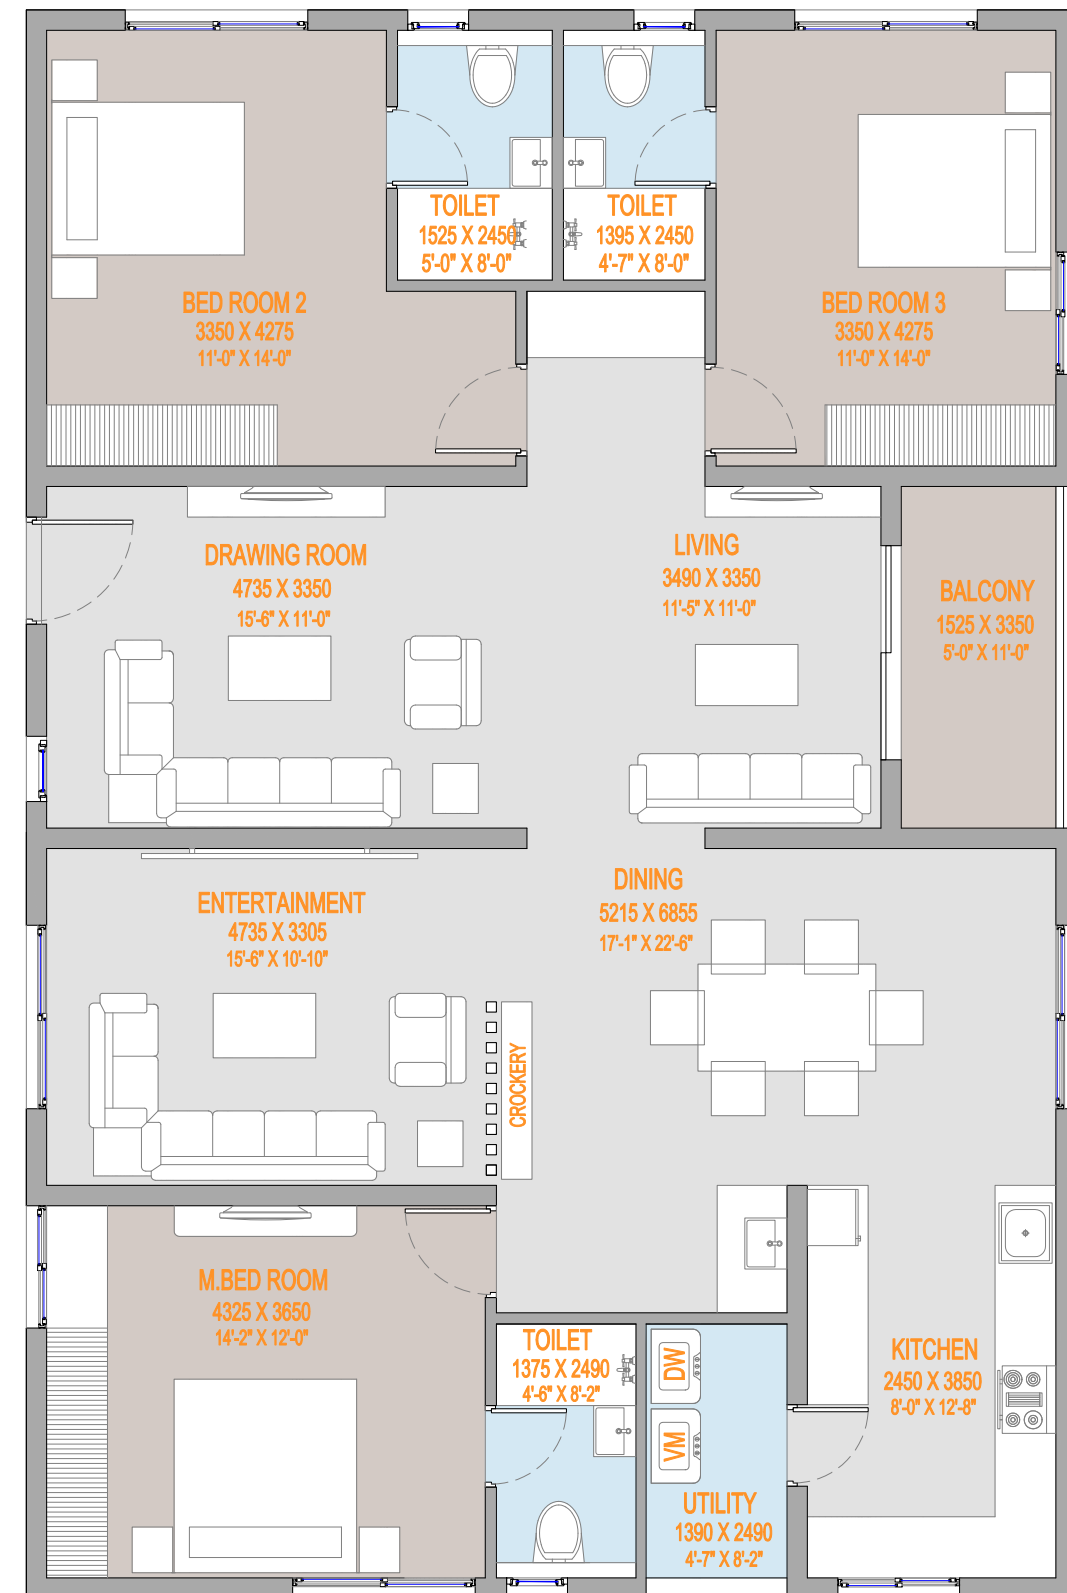 TOILET
1525 X 2450
5'-0" X 8'-0"
TOILET
1395 X 2450
4'-7" X 8'-0"
BED ROOM 2
3350 X 4275
11'-0" X 14'-0"
BED ROOM 3
3350 X 4275
11'-0" X 14'-0"
DRAWING ROOM
4735 X 3350
15'-6" X 11'-0"
LIVING
3490 X 3350
11'-5" X 11'-0"
BALCONY
1525 X 3350
5'-0" X 11'-0"
ENTERTAINMENT
4735 X 3305
15'-6" X 10'-10"
DINING
5215 X 6855
17'-1" X 22'-6"
CROCKERY
M.BED ROOM
4325 X 3650
14'-2" X 12'-0"
TOILET
1375 X 2490
4'-6" X 8'-2"
DW
VM
KITCHEN
2450 X 3850
8'-0" X 12'-8"
UTILITY
1390 X 2490
4'-7" X 8'-2"